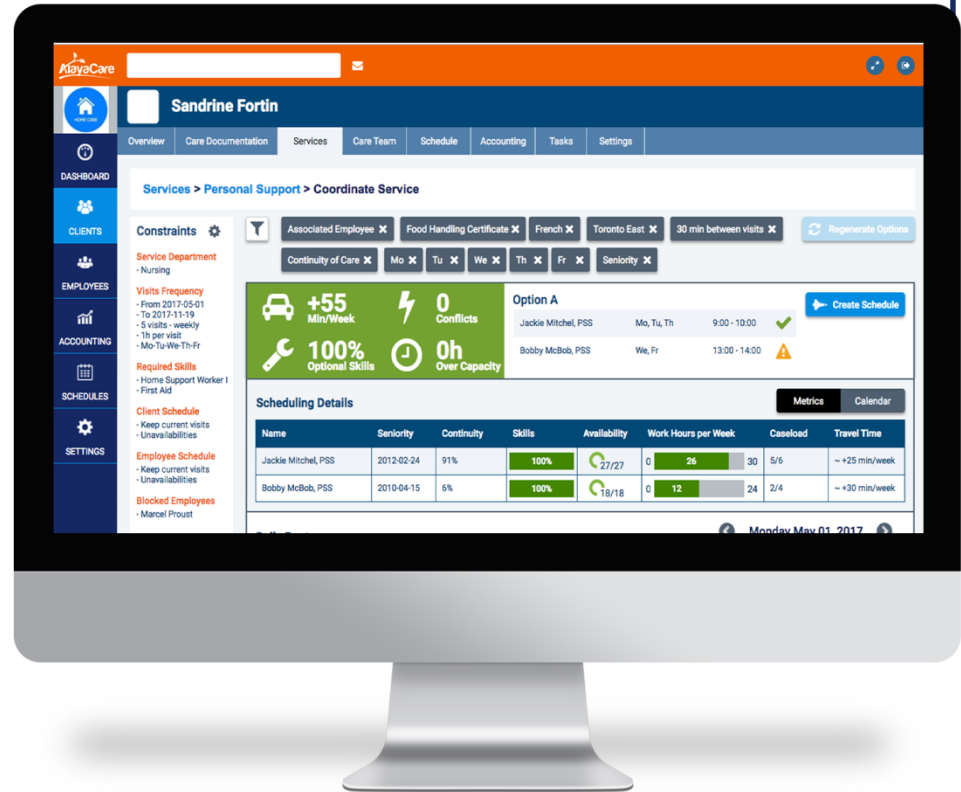 AlayaCare
HOME CARE
Sandrine Fortin
Overview Care Documentation Services Care Team Schedule Accounting Tasks Settings
DASHBOARD
CLIENTS
EMPLOYEES
ACCOUNTING
SCHEDULES
SETTINGS
Services > Personal Support > Coordinate Service
Constraints
Service Department
- Nursing
Visits Frequency
- From 2017-05-01
- To 2017-11-19
- 5 visits - weekly
- 1h per visit
- Mo-Tu-We-Th-Fr
Required Skills
- Home Support Worker I
- First Aid
Client Schedule
- Keep current visits
- Unavailabilities
Employee Schedule
- Keep current visits
- Unavailabilities
Blocked Employees
- Marcel Proust
Associated Employee ✖ Food Handling Certificate ✖ French ✖ Toronto East ✖ 30 min between visits ✖ Regenerate Options
Continuity of Care ✖ Mo ✖ Tu ✖ We ✖ Th ✖ Fr ✖ Seniority ✖
+55
Min/Week
0
Conflicts
100%
Optional Skills
0h
Over Capacity
Option A
Create Schedule
Jackie Mitchel, PSS Mo, Tu, Th 9:00 - 10:00
Bobby McBob, PSS We, Fr 13:00 - 14:00
Scheduling Details
Metrics Calendar
Name Seniority Continuity Skills Availability Work Hours per Week Caseload Travel Time
Jackie Mitchel, PSS 2012-02-24 91% 100% 27/27 0 26 30 5/6 ~ +25 min/week
Bobby McBob, PSS 2010-04-15 6% 100% 18/18 0 12 24 2/4 ~ +30 min/week
Monday May 01, 2017